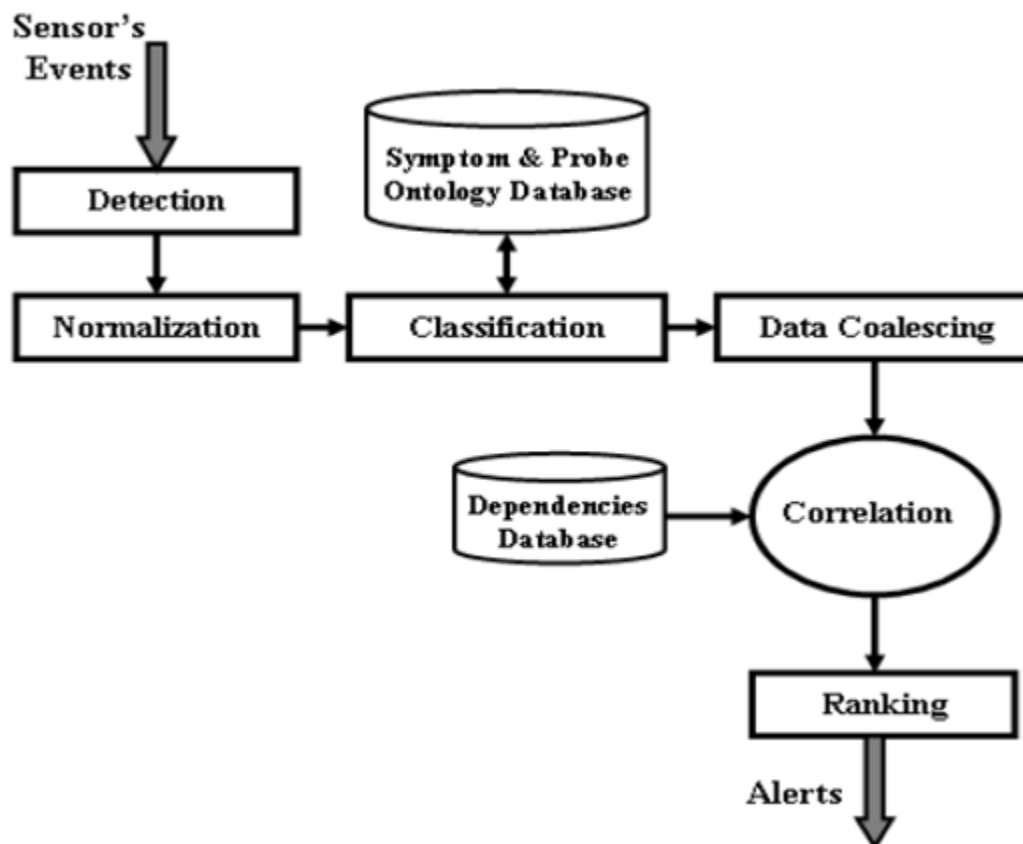 Sensor's
Events
Symptom & Probe
Ontology Database
Detection
Normalization
Classification
Data Coalescing
Dependencies
Database
Correlation
Ranking
Alerts